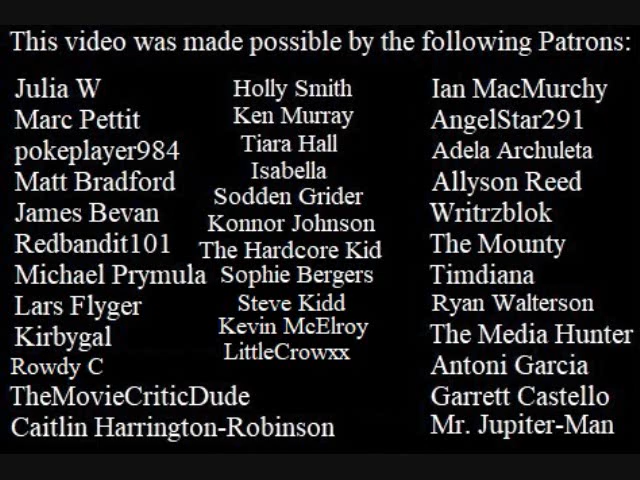 This video was made possible by the following Patrons:
Julia W
Marc Pettit
pokeplayer984
Matt Bradford
James Bevan
Redbandit101
Michael Prymula
Lars Flyger
Kirbygal
Rowdy C
TheMovieCriticDude
Caitlin Harrington-Robinson
Holly Smith
Ken Murray
Tiara Hall
Isabella
Sodden Grider
Konnor Johnson
The Hardcore Kid
Sophie Bergers
Steve Kidd
Kevin McElroy
LittleCrowxx
Ian MacMurchy
AngelStar291
Adela Archuleta
Allyson Reed
Writrzblok
The Mounty
Timdiana
Ryan Walterson
The Media Hunter
Antoni Garcia
Garrett Castello
Mr. Jupiter-Man